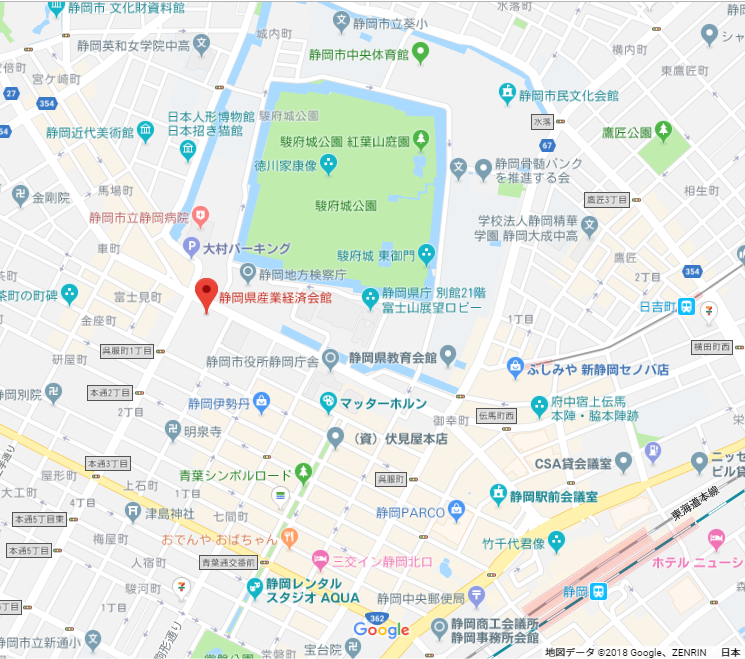 静岡市 文化財資料館
静岡市立葵小
水落町
城内町
静岡英和女学院中高
静岡市中央体育館
横内町
宮ケ崎町
東鷹匠町
27
354
静岡市民文化会館
日本人形博物館
日本招き猫館
駿府城公園
水落
静岡近代美術館
駿府城公園 紅葉山庭園
67
鷹匠公園
徳川家康像
静岡骨髄バンク
を推進する会
馬場町
相生町
金剛院
駿府城公園
鷹匠3丁目
静岡市立静岡病院
学校法人静岡精華
学園 静岡大成中高
車町
大村パーキング
駿府城 東御門
鷹匠
2丁目
354
静岡地方検察庁
茶町の町碑
富士見町
静岡県産業経済会館
静岡県庁 別館21階
富士山展望ロビー
日吉町
金座町
1丁目
呉服町1丁目
横田町西
研屋町
静岡市役所静岡庁舎
静岡県教育会館
ふしみや 新静岡セノバ店
静岡別院
本通2丁目
静岡伊勢丹
マッターホルン
府中宿上伝馬
本陣・脇本陣跡
2丁目
御幸町
伝馬町西
明泉寺
(資)伏見屋本店
栄町
本通3丁目
CSA貸会議室
ニッセ
ビル貸
屋形町
青葉シンボルロード
大工町
上石町
呉服町
1丁目
静岡駅前会議室
東海道本線
本通5丁目東
津島神社
七間町
静岡PARCO
梅屋町
おでんや おばちゃん
竹千代君像
本通5丁目
人宿町
青葉通交番前
三交イン静岡北口
ホテル ニューシ
駿河町
静岡レンタル
スタジオ AQUA
静岡中央郵便局
静岡
362
Google
静岡商工会議所
静岡事務所会館
静岡市立新通小
常磐公園
常磐町
宝台院
地図データ ©2018 Google、ZENRIN 日本